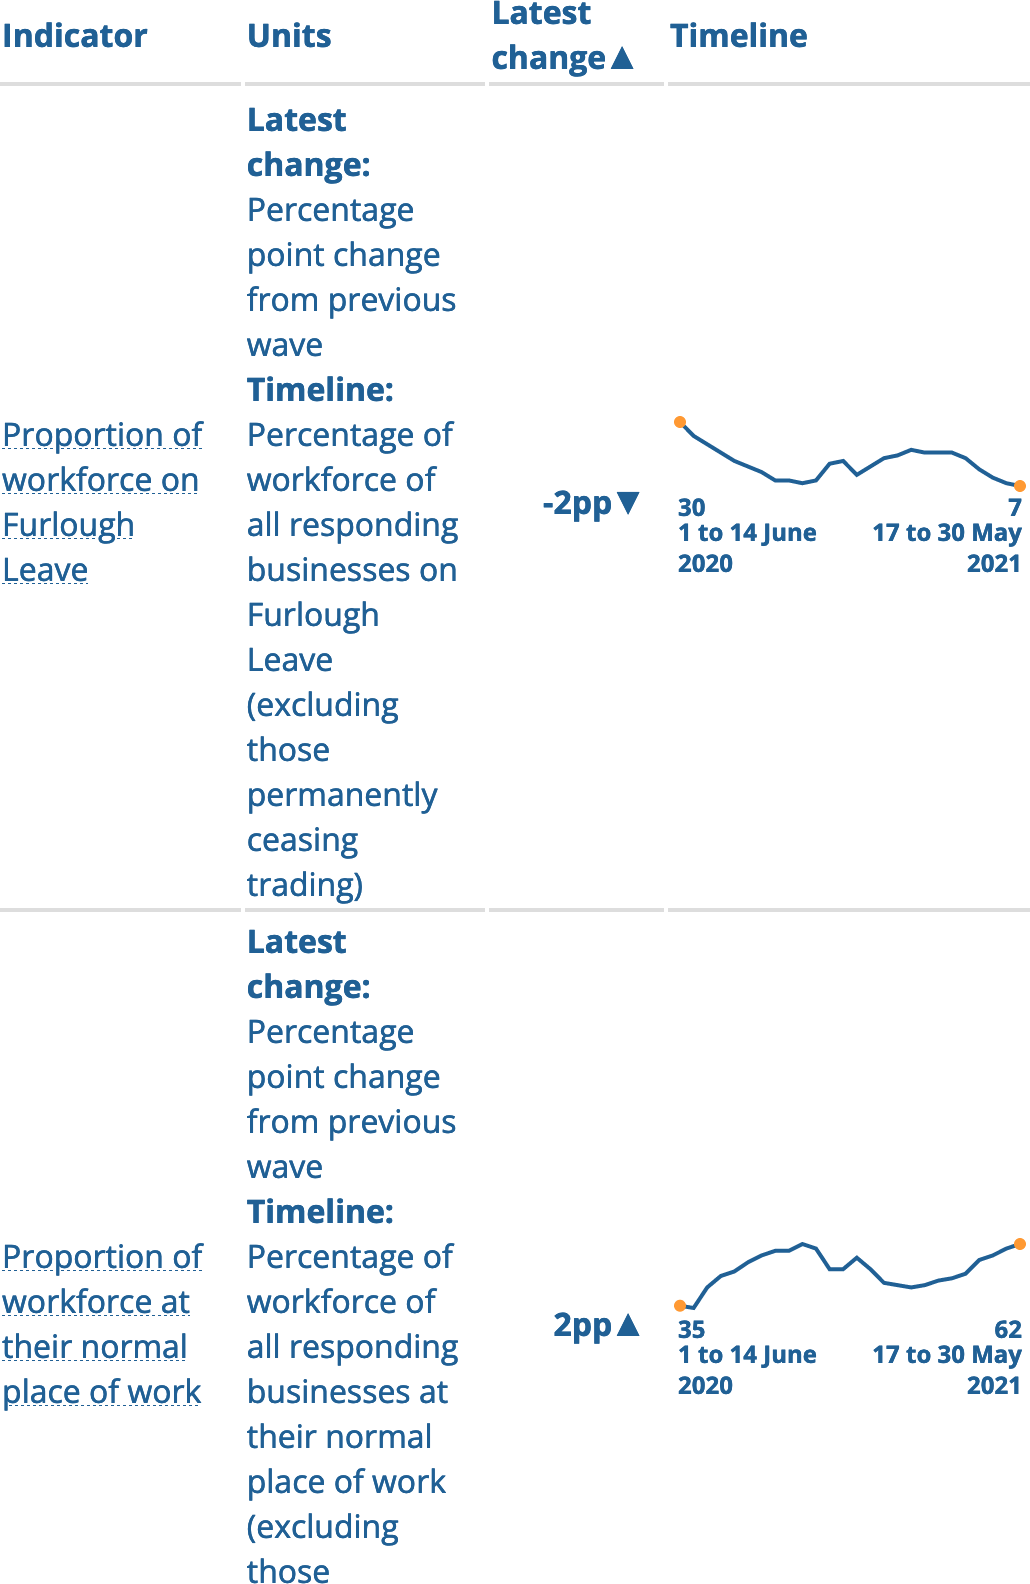 Indicator
Units
Latest
change▲
Timeline
Proportion of
workforce on
Furlough
Leave
Latest
change:
Percentage
point change
from previous
wave
Timeline:
Percentage of
workforce of
all responding
businesses on
Furlough
Leave
(excluding
those
permanently
ceasing
trading)
-2pp▼
30
1 to 14 June
2020
7
17 to 30 May
2021
Proportion of
workforce at
their normal
place of work
Latest
change:
Percentage
point change
from previous
wave
Timeline:
Percentage of
workforce of
all responding
businesses at
their normal
place of work
(excluding
those
2pp▲
35
1 to 14 June
2020
62
17 to 30 May
2021